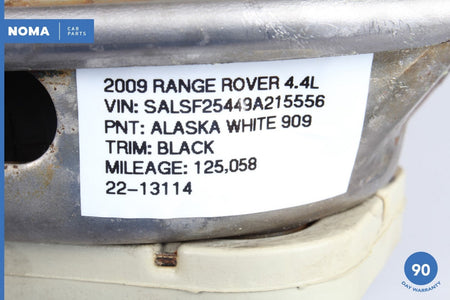 NOMA CAR PARTS
2009 RANGE ROVER 4.4L
VIN: SALSF25449A215556
PNT: ALASKA WHITE 909
TRIM: BLACK
MILEAGE: 125,058
22-13114
90
DAY WARRANTY